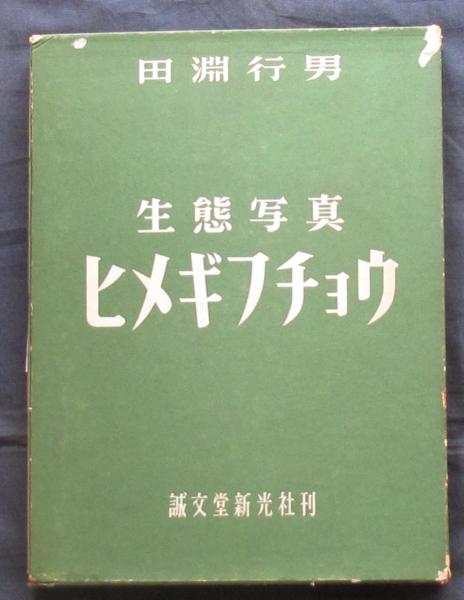 田淵行男
生態写真
ヒメギフチョウ
誠文堂新光社刊